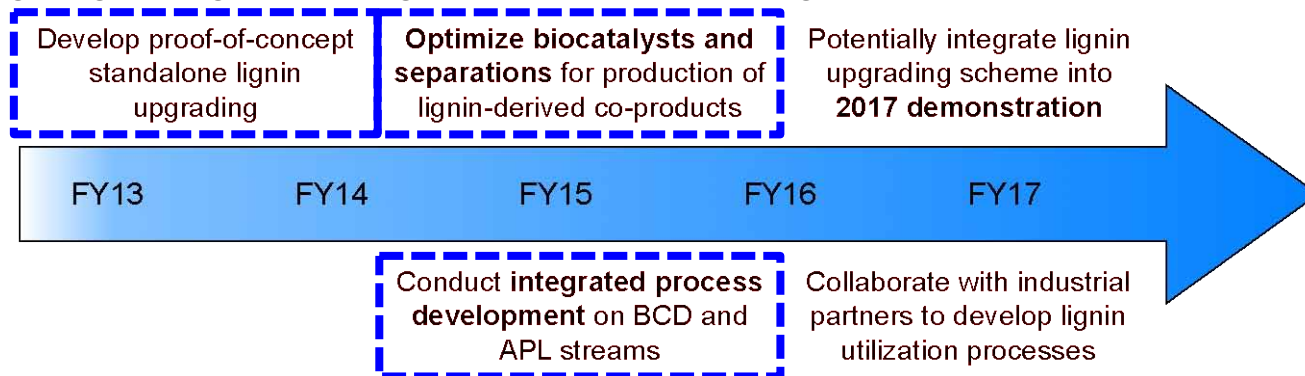 Develop proof-of-concept
standalone lignin
upgrading
Optimize biocatalysts and
separations for production of
lignin-derived co-products
Potentially integrate lignin
upgrading scheme into
2017 demonstration
FY13
FY14
FY15
FY16
FY17
Conduct integrated process
development on BCD and
APL streams
Collaborate with industrial
partners to develop lignin
utilization processes